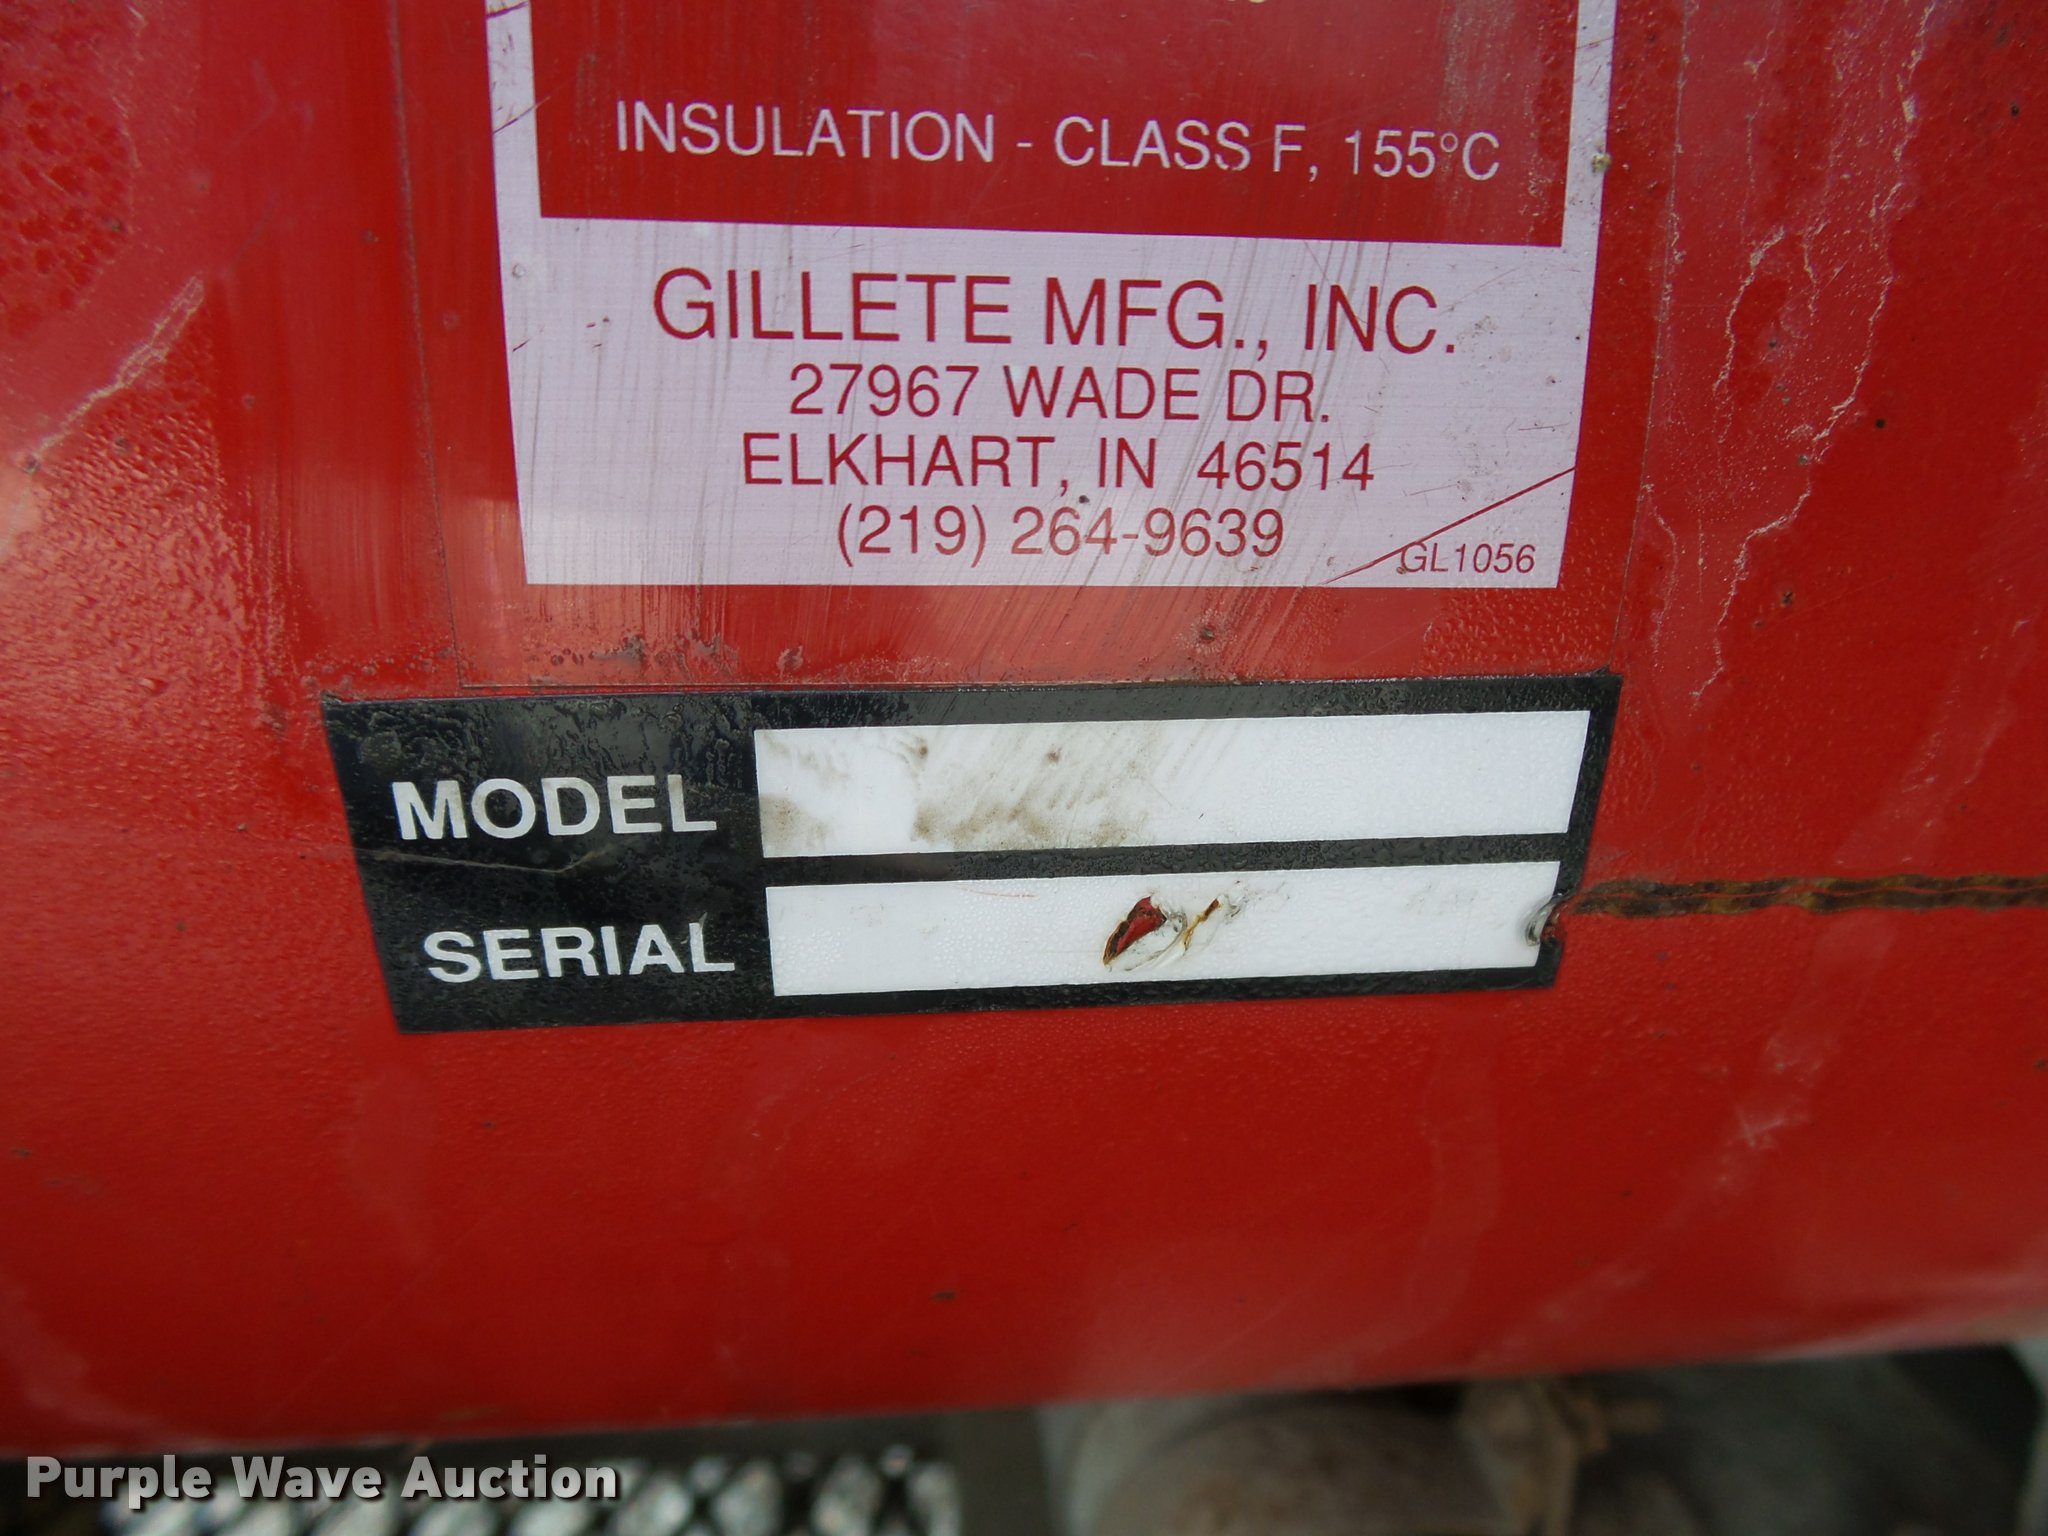 INSULATION - CLASS F, 155°C
GILLETE MFG., INC.
27967 WADE DR.
ELKHART, IN 46514
(219) 264-9639
GL1056
MODEL
SERIAL
Purple Wave Auction